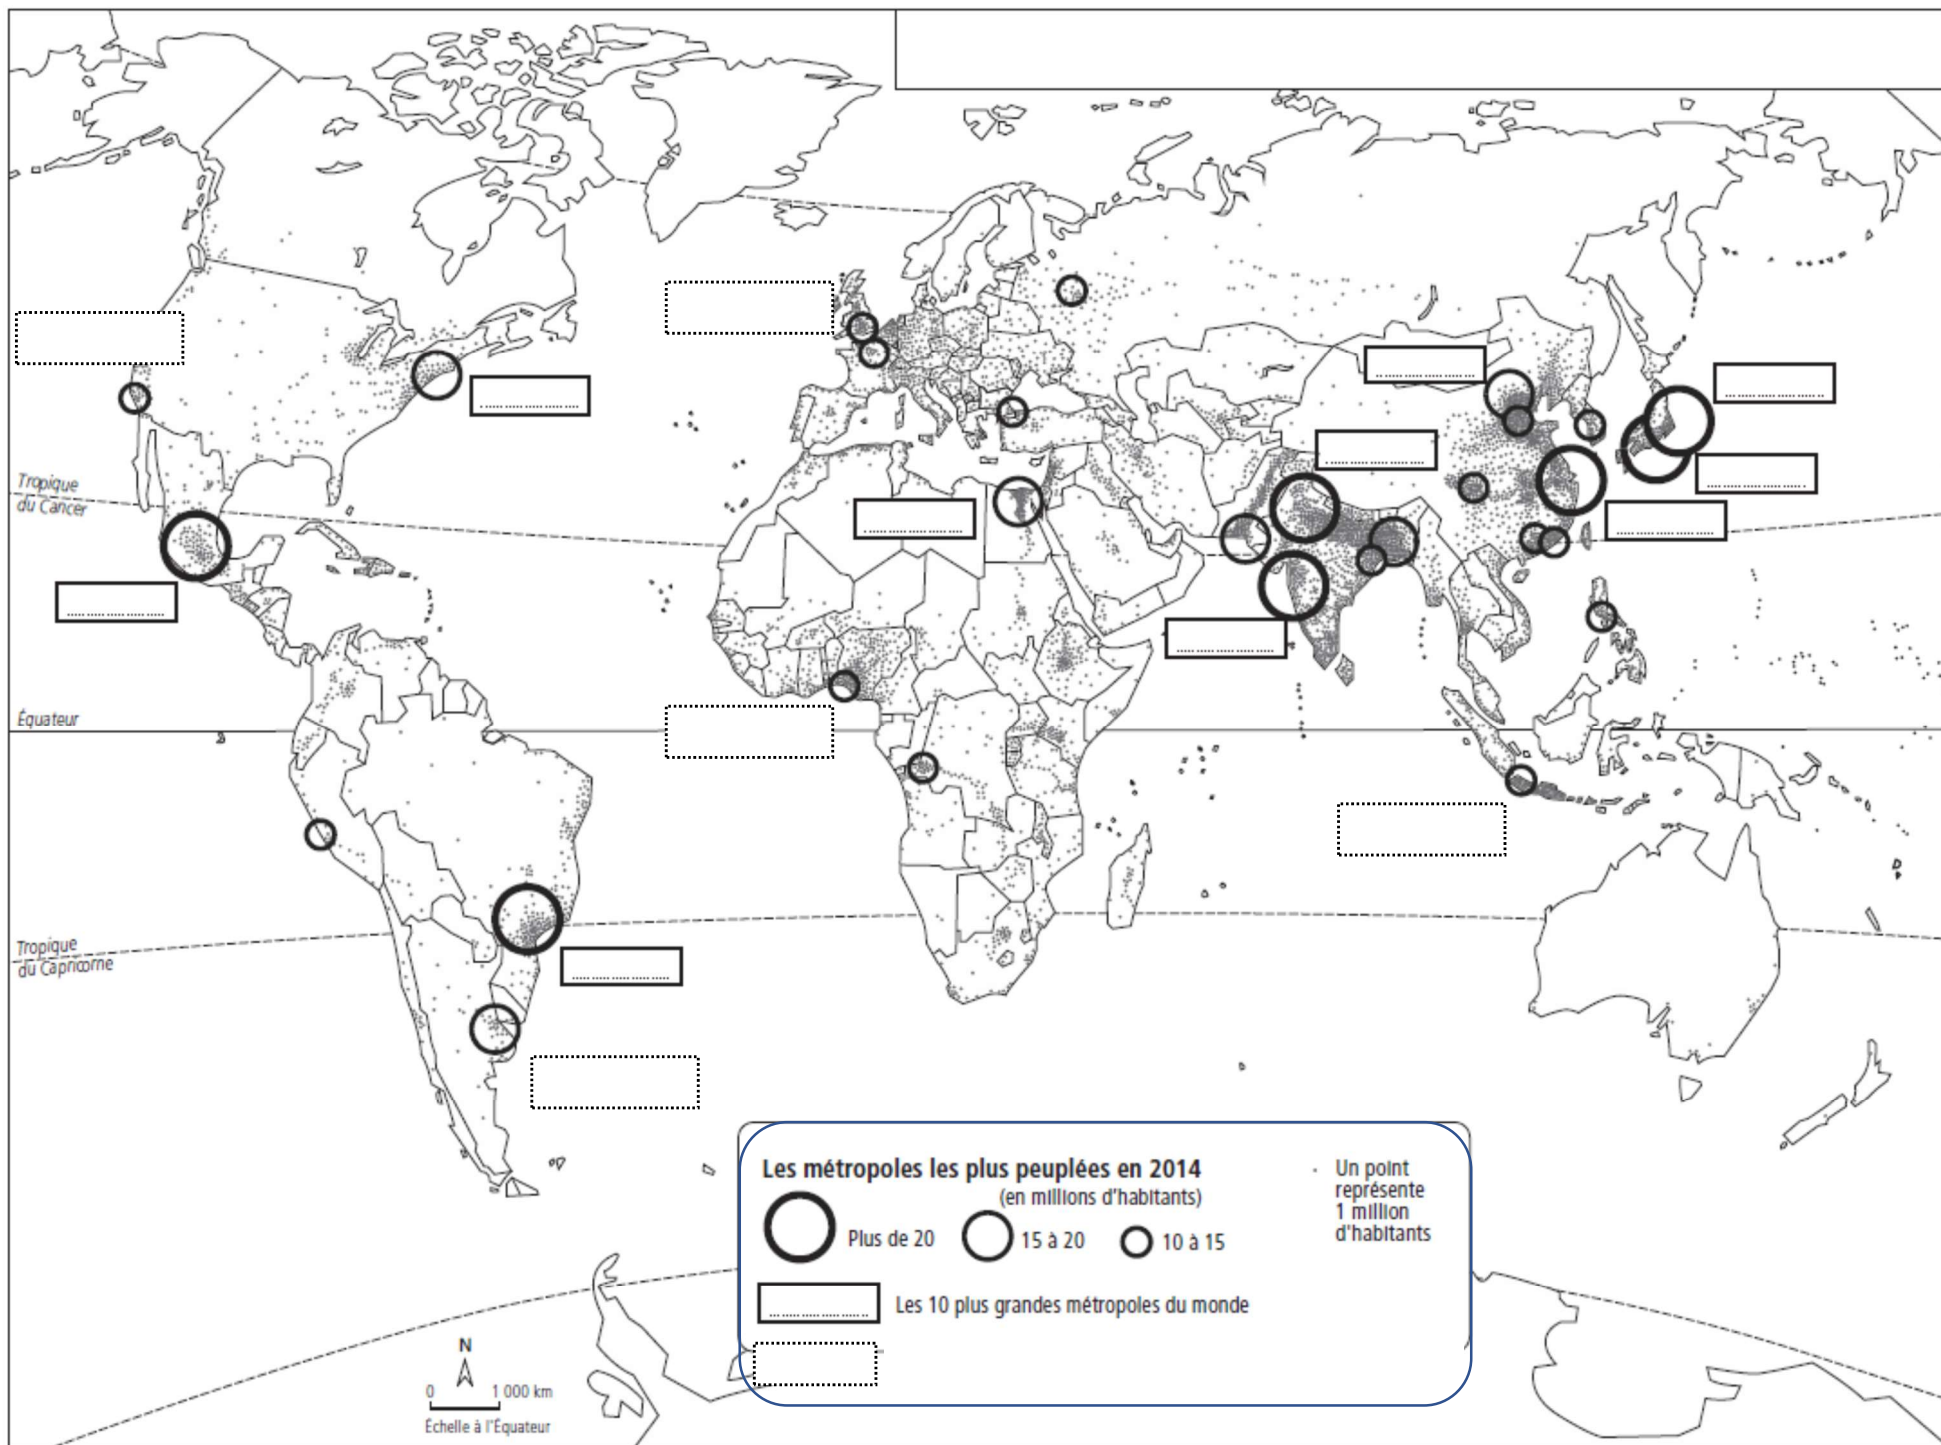 Tropique
du Cancer
Équateur
Tropique
du Capricorne
Les métropoles les plus peuplées en 2014
(en millions d'habitants)
Plus de 20
15 à 20
10 à 15
Un point
représente
1 million
d'habitants
Les 10 plus grandes métropoles du monde
N
0 1 000 km
Échelle à l'Équateur